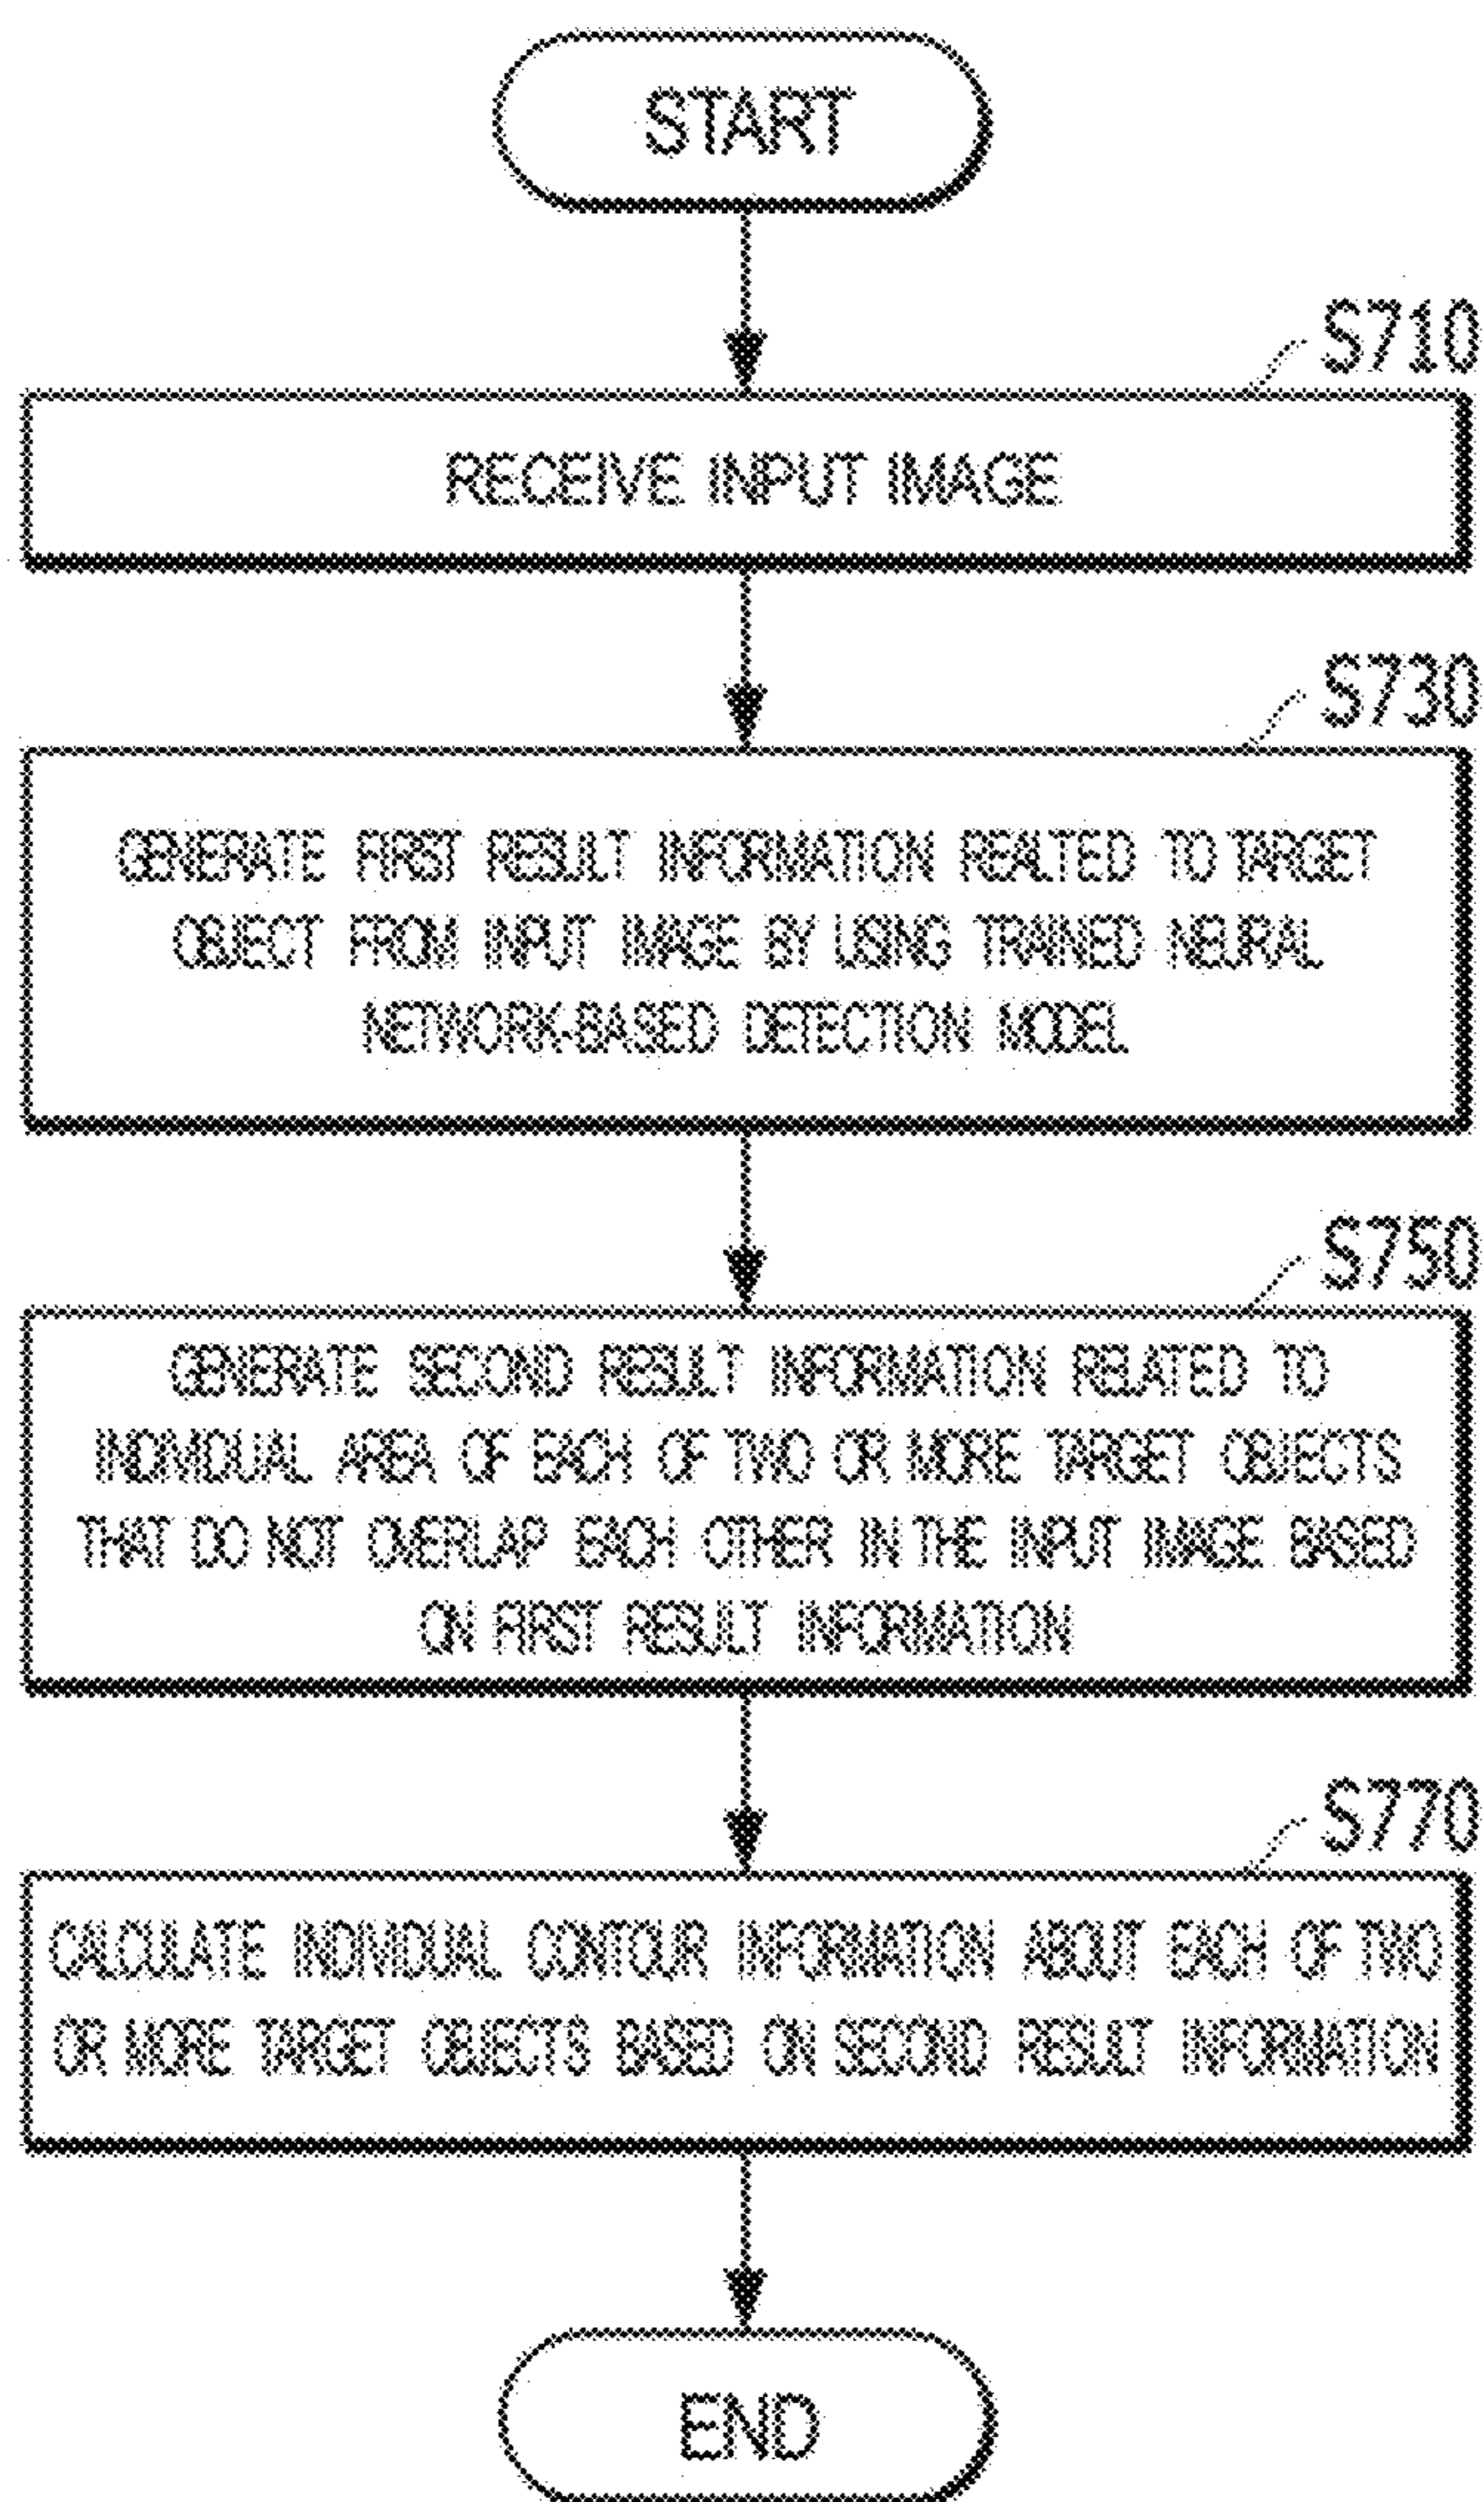 START
S710
RECEIVE INPUT IMAGE
S730
GENERATE FIRST RESULT INFORMATION REALTED TO TARGET
OBJECT FROM INPUT IMAGE BY USING TRAINED NEURAL
NETWORK-BASED DETECTION MODEL
S750
GENERATE SECOND RESULT INFORMATION RELATED TO
INDIVIDUAL AREA OF EACH OF TWO OR MORE TARGET OBJECTS
THAT DO NOT OVERLAP EACH OTHER IN THE INPUT IMAGE BASED
ON FIRST RESULT INFORMATION
S770
CALCULATE INDIVIDUAL CONTOUR INFORMATION ABOUT EACH OF TWO
OR MORE TARGET OBJECTS BASED ON SECOND RESULT INFORMATION
END